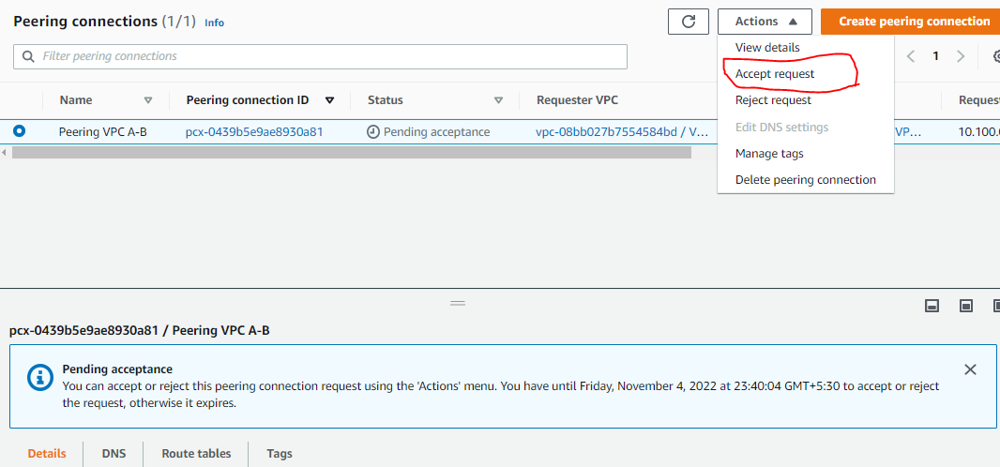 Peering connections (1/1) Info
Actions
Create peering connection
Filter peering connections
1
View details
Accept request
Reject request
Edit DNS settings
Manage tags
Delete peering connection
Name Peering connection ID Status Requester VPC Request
Peering VPC A-B pcx-0439b5e9ae8930a81 Pending acceptance vpc-08bb027b7554584bd / V... VP... 10.100.
pcx-0439b5e9ae8930a81 / Peering VPC A-B
Pending acceptance
You can accept or reject this peering connection request using the 'Actions' menu. You have until Friday, November 4, 2022 at 23:40:04 GMT+5:30 to accept or reject
the request, otherwise it expires.
Details DNS Route tables Tags